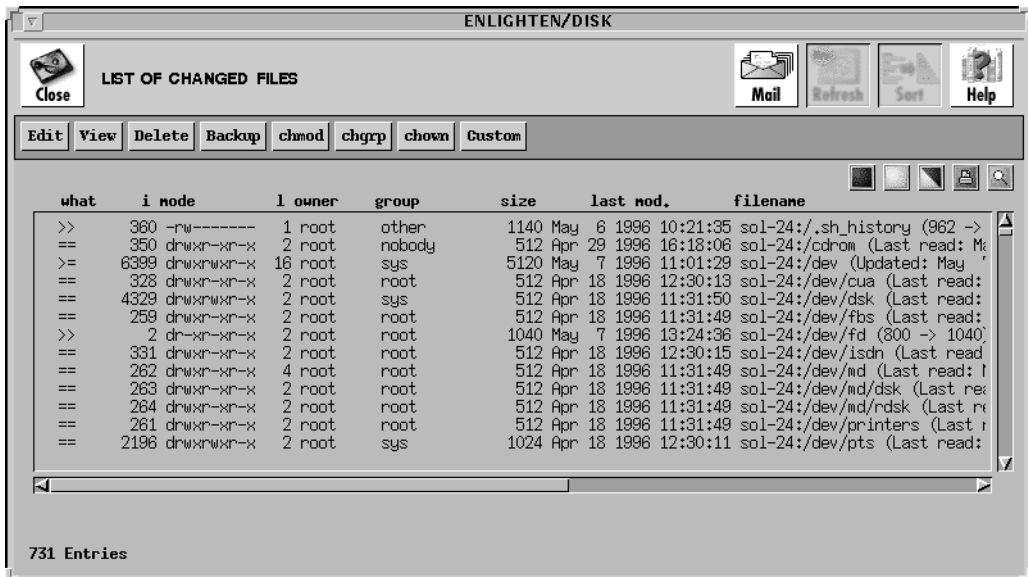 ENLIGHTEN/DISK
Close
LIST OF CHANGED FILES
Mail
Refresh
Sort
Help
Edit View Delete Backup chmod chgrp chown Custom
what i mode l owner group size last mod. filename
>> 360 -rw------- 1 root other 1140 May 6 1996 10:21:35 sol-24:/.sh_history (962 ->
== 350 drwxr-xr-x 2 root nobody 512 Apr 29 1996 16:18:06 sol-24:/cdrom (Last read:
>= 6399 drwxrwxr-x 16 root sys 5120 May 7 1996 11:01:29 sol-24:/dev (Updated: May
== 328 drwxr-xr-x 2 root root 512 Apr 18 1996 12:30:13 sol-24:/dev/cua (Last read:
== 4329 drwxrwxr-x 2 root sys 512 Apr 18 1996 11:31:50 sol-24:/dev/dsk (Last read:
== 259 drwxr-xr-x 2 root root 512 Apr 18 1996 11:31:49 sol-24:/dev/fbs (Last read:
>> 2 dr-xr-xr-x 2 root root 1040 May 7 1996 13:24:36 sol-24:/dev/fd (800 -> 1040)
== 331 drwxr-xr-x 2 root root 512 Apr 18 1996 12:30:15 sol-24:/dev/isdn (Last read
== 262 drwxr-xr-x 4 root root 512 Apr 18 1996 11:31:49 sol-24:/dev/md (Last read:
== 263 drwxr-xr-x 2 root root 512 Apr 18 1996 11:31:49 sol-24:/dev/md/dsk (Last
== 264 drwxr-xr-x 2 root root 512 Apr 18 1996 11:31:49 sol-24:/dev/md/rdsk (Last
== 261 drwxr-xr-x 2 root root 512 Apr 18 1996 11:31:49 sol-24:/dev/printers (Last
== 2196 drwxrwxr-x 2 root sys 1024 Apr 18 1996 12:30:11 sol-24:/dev/pts (Last read:
731 Entries